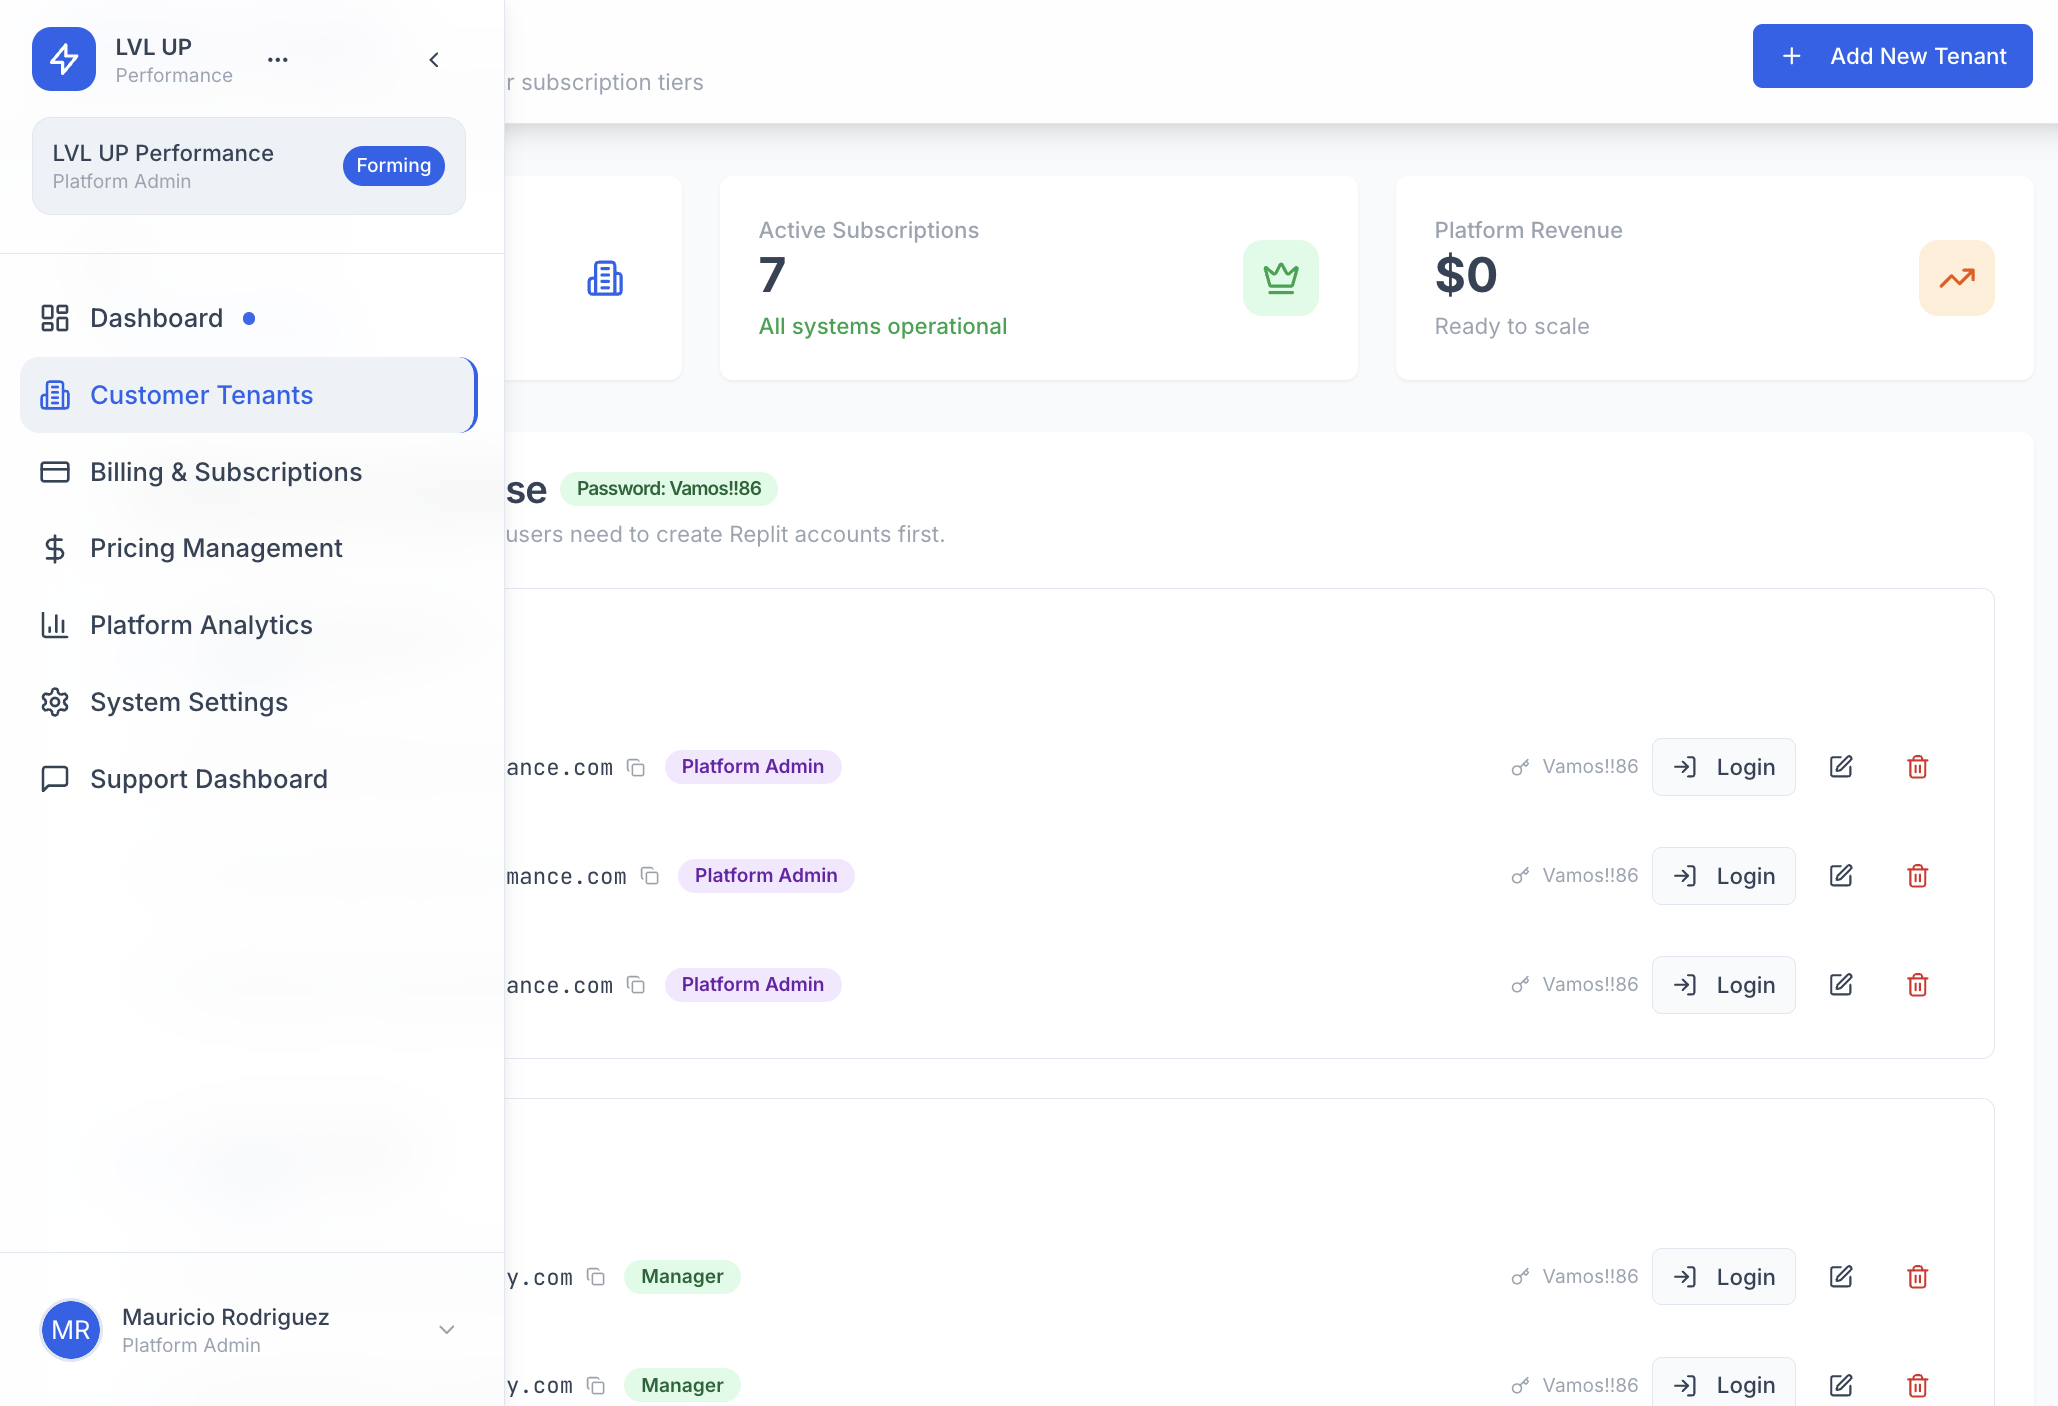 LVL UP
Performance
LVL UP Performance
Platform Admin
Forming
Dashboard
Customer Tenants
Billing & Subscriptions
Pricing Management
Platform Analytics
System Settings
Support Dashboard
MR
Mauricio Rodriguez
Platform Admin
r subscription tiers
Add New Tenant
Active Subscriptions
7
All systems operational
Platform Revenue
$0
Ready to scale
se
Password: Vamos!!86
users need to create Replit accounts first.
ance.com
Platform Admin
Vamos!!86
Login
mance.com
Platform Admin
Vamos!!86
Login
ance.com
Platform Admin
Vamos!!86
Login
y.com
Manager
Vamos!!86
Login
y.com
Manager
Vamos!!86
Login